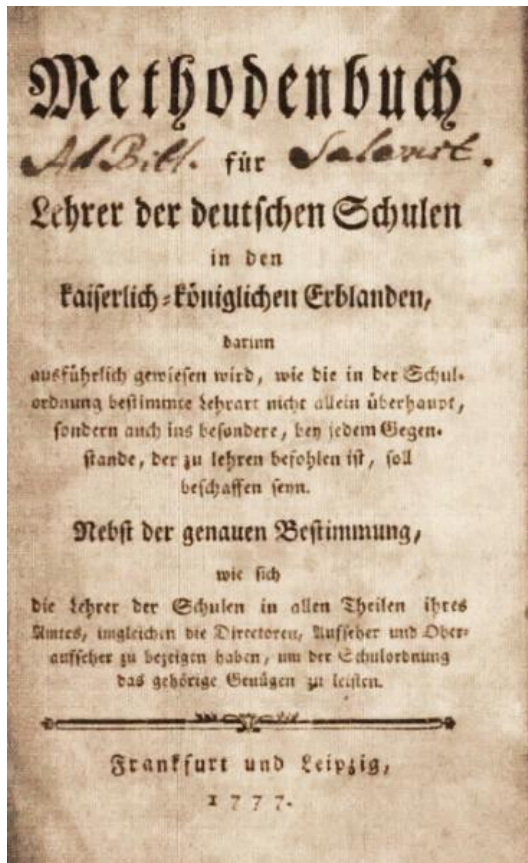 Methodenbuch
Ad Bibl. für Salavist.
Lehrer der deutschen Schulen
in den
kaiserlich-königlichen Erblanden,
darinn
ausführlich gewiesen wird, wie die in der Schul-
ordnung bestimmte Lehrart nicht allein überhaupt,
sondern auch ins besondere, bey jedem Gegen-
stande, der zu lehren befohlen ist, soll
beschaffen seyn.
Nebst der genauen Bestimmung,
wie sich
die Lehrer der Schulen in allen Theilen ihres
Amtes, imgleichen die Directoren, Aufseher und Ober-
aufseher zu bezeigen haben, um der Schulordnung
das gehörige Genügen zu leisten.
Frankfurt und Leipzig,
1777.